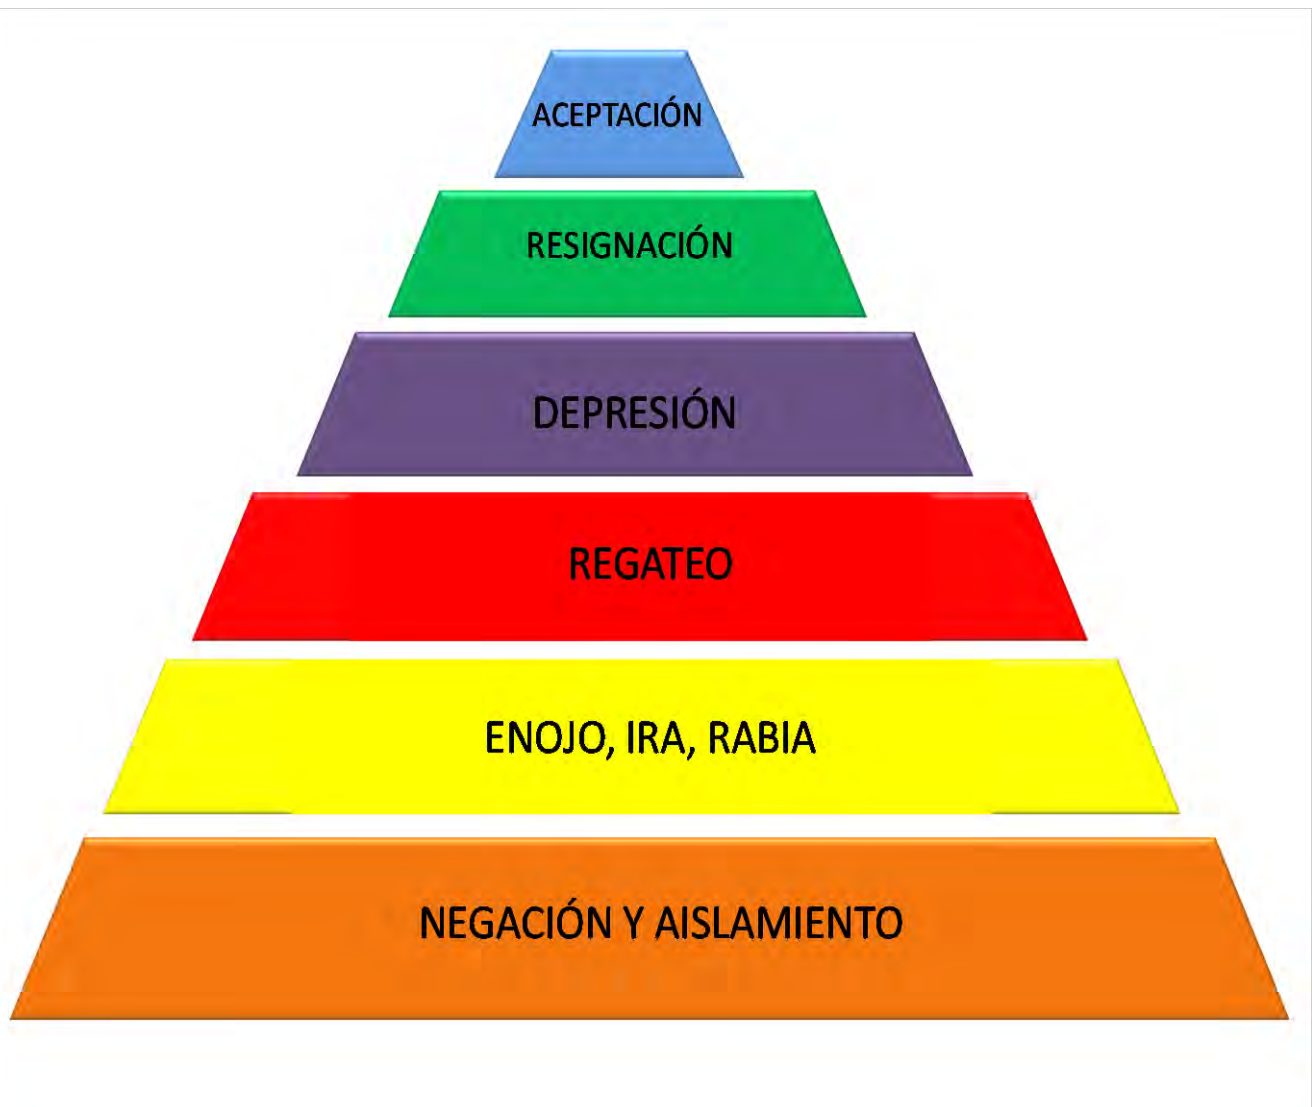 ACEPTACIÓN
RESIGNACIÓN
DEPRESIÓN
REGATEO
ENOJO, IRA, RABIA
NEGACIÓN Y AISLAMIENTO